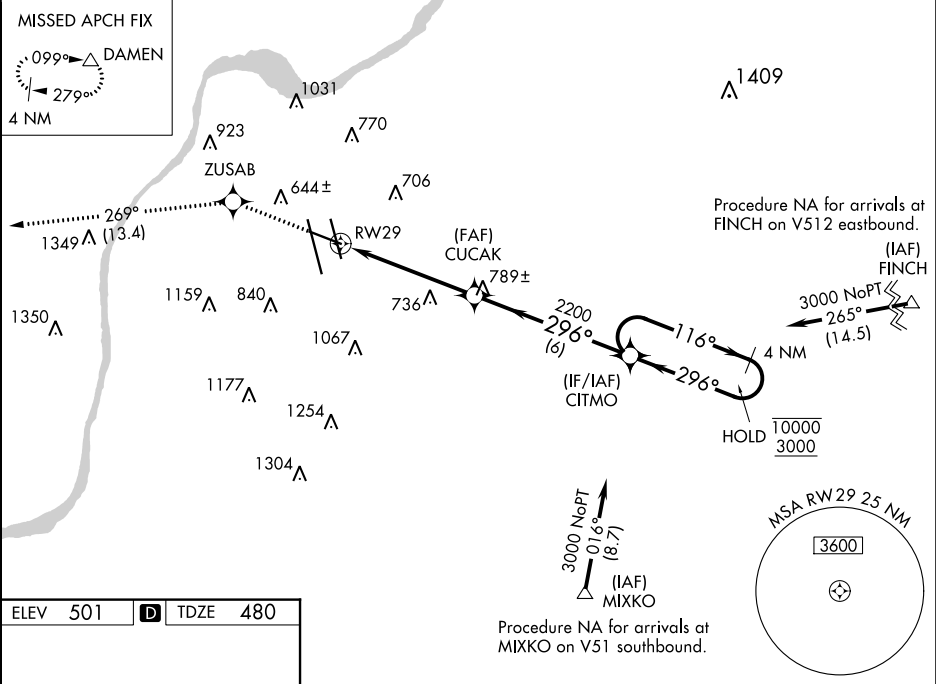 MISSED APCH FIX
099° DAMEN
279°
4 NM
1031
1409
770
923
ZUSAB
644±
706
269°
(13.4)
1349
RW29
Procedure NA for arrivals at
FINCH on V512 eastbound.
(IAF)
FINCH
(FAF)
CUCAK
789±
3000 NoPT
265°
(14.5)
1159
840
736
2200
296°
(6)
1350
1067
116°
4 NM
296°
(IF/IAF)
CITMO
1177
1254
HOLD 10000
3000
1304
3000 NoPT
016°
(8.7)
(IAF)
MIXKO
Procedure NA for arrivals at
MIXKO on V51 southbound.
MSA RW29 25 NM
3600
ELEV 501 D TDZE 480